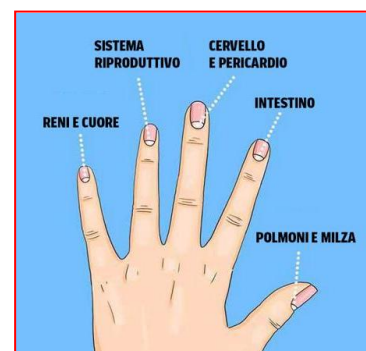 SISTEMA
RIPRODUTTIVO
CERVELLO
E PERICARDIO
INTESTINO
RENI E CUORE
POLMONI E MILZA